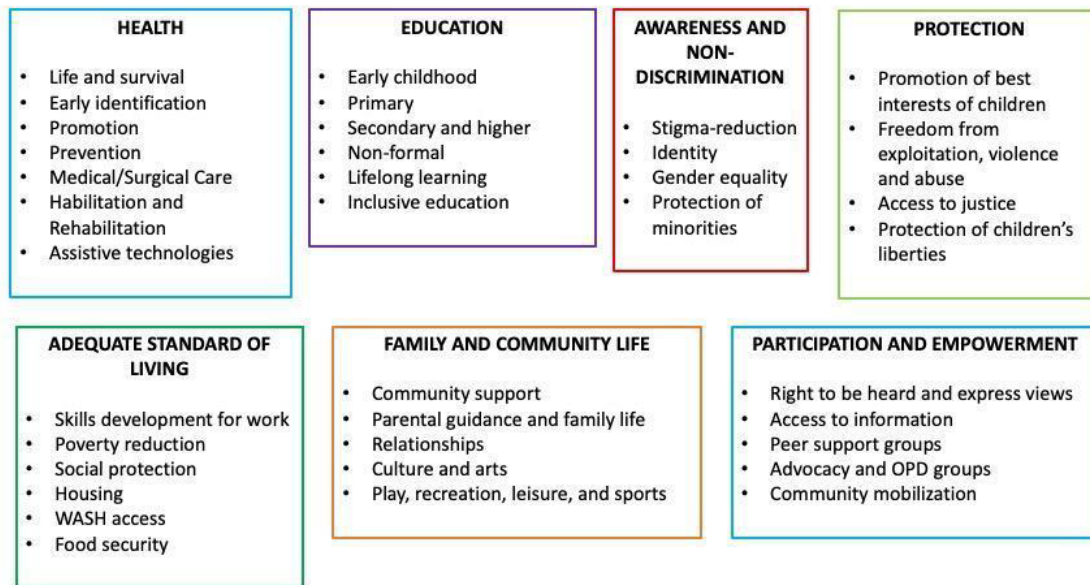 HEALTH
• Life and survival
• Early identification
• Promotion
• Prevention
• Medical/Surgical Care
• Habilitation and
Rehabilitation
• Assistive technologies
EDUCATION
• Early childhood
• Primary
• Secondary and higher
• Non-formal
• Lifelong learning
• Inclusive education
AWARENESS AND
NON-
DISCRIMINATION
• Stigma-reduction
• Identity
• Gender equality
• Protection of
minorities
PROTECTION
• Promotion of best
interests of children
• Freedom from
exploitation, violence
and abuse
• Access to justice
• Protection of children’s
liberties
ADEQUATE STANDARD OF
LIVING
• Skills development for work
• Poverty reduction
• Social protection
• Housing
• WASH access
• Food security
FAMILY AND COMMUNITY LIFE
• Community support
• Parental guidance and family life
• Relationships
• Culture and arts
• Play, recreation, leisure, and sports
PARTICIPATION AND EMPOWERMENT
• Right to be heard and express views
• Access to information
• Peer support groups
• Advocacy and OPD groups
• Community mobilization